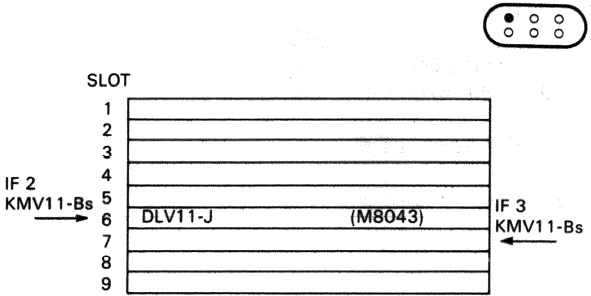 SLOT
1
2
3
4
IF 2
KMV11-Bs
5
6 DLV11-J (M8043)
IF 3
KMV11-Bs
7
8
9